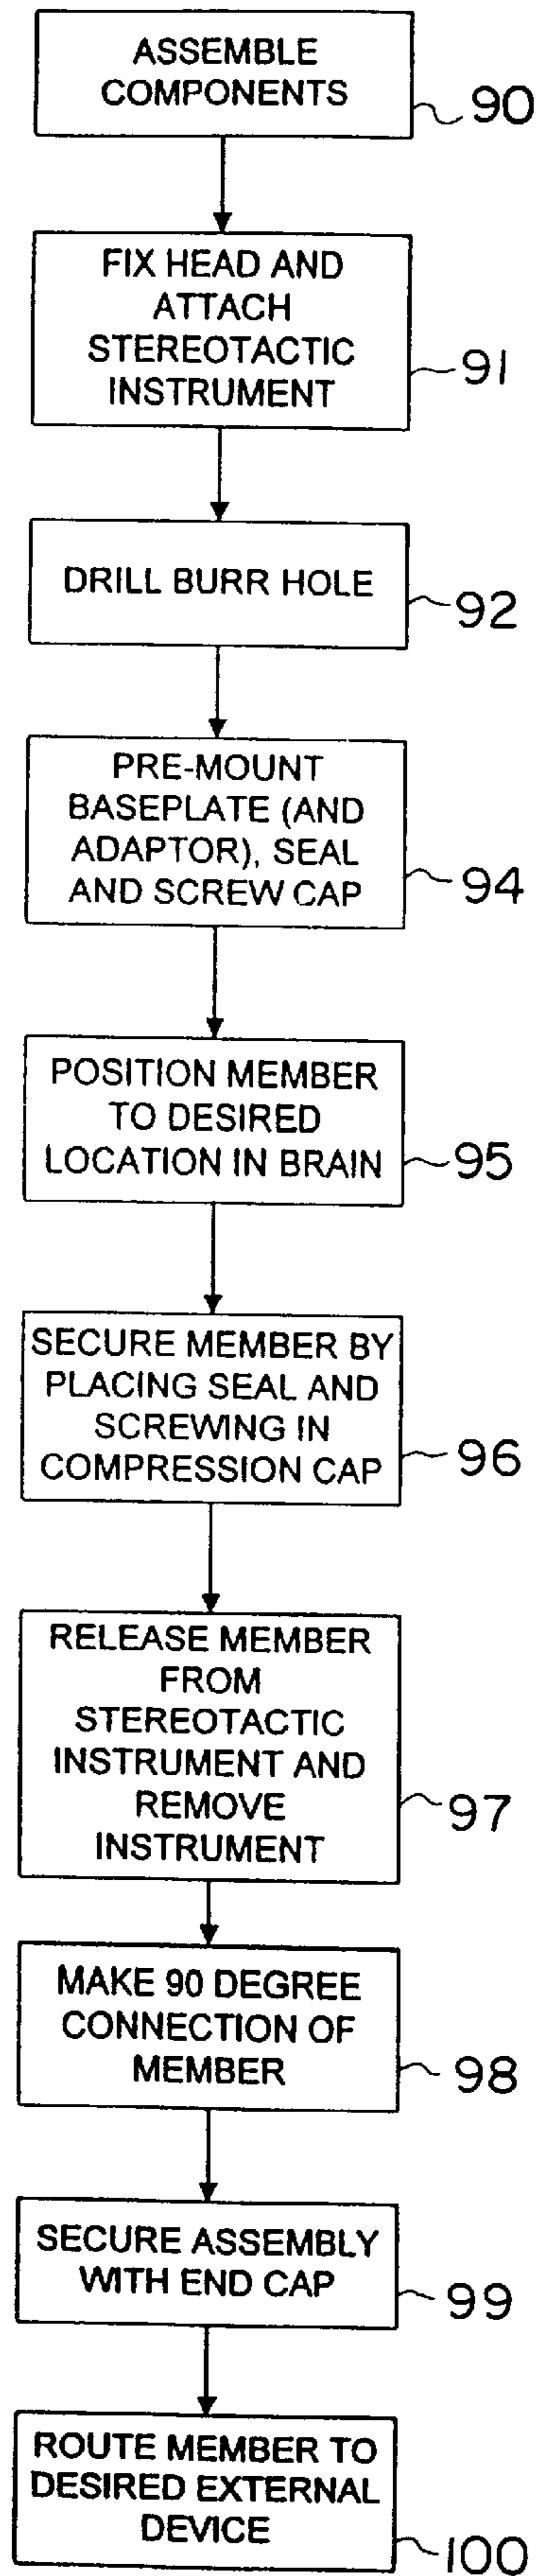 ASSEMBLE
COMPONENTS
90
FIX HEAD AND
ATTACH
STEREOTACTIC
INSTRUMENT
91
DRILL BURR HOLE
92
PRE-MOUNT
BASEPLATE (AND
ADAPTOR), SEAL
AND SCREW CAP
94
POSITION MEMBER
TO DESIRED
LOCATION IN BRAIN
95
SECURE MEMBER BY
PLACING SEAL AND
SCREWING IN
COMPRESSION CAP
96
RELEASE MEMBER
FROM
STEREOTACTIC
INSTRUMENT AND
REMOVE
INSTRUMENT
97
MAKE 90 DEGREE
CONNECTION OF
MEMBER
98
SECURE ASSEMBLY
WITH END CAP
99
ROUTE MEMBER TO
DESIRED EXTERNAL
DEVICE
100